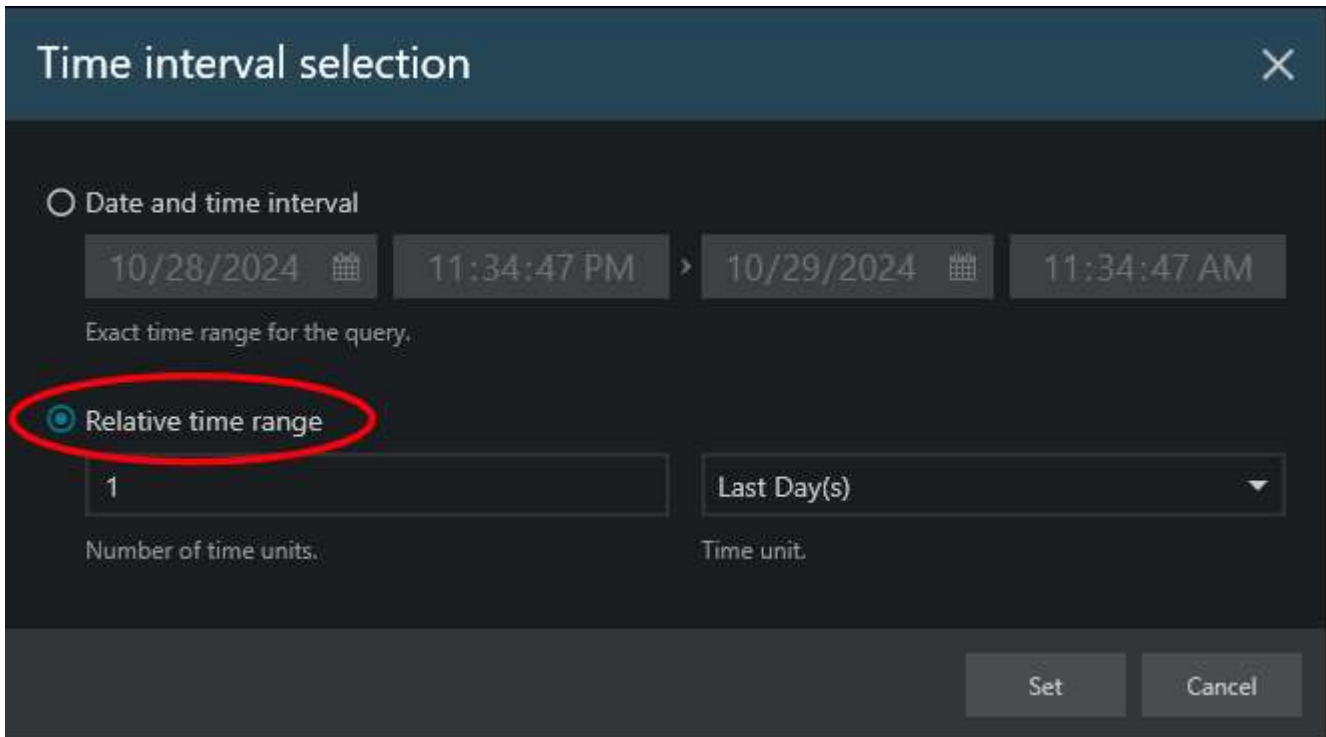 Time interval selection
Date and time interval
10/28/2024 11:34:47 PM › 10/29/2024 11:34:47 AM
Exact time range for the query.
Relative time range
1 Last Day(s)
Number of time units. Time unit.
Set Cancel